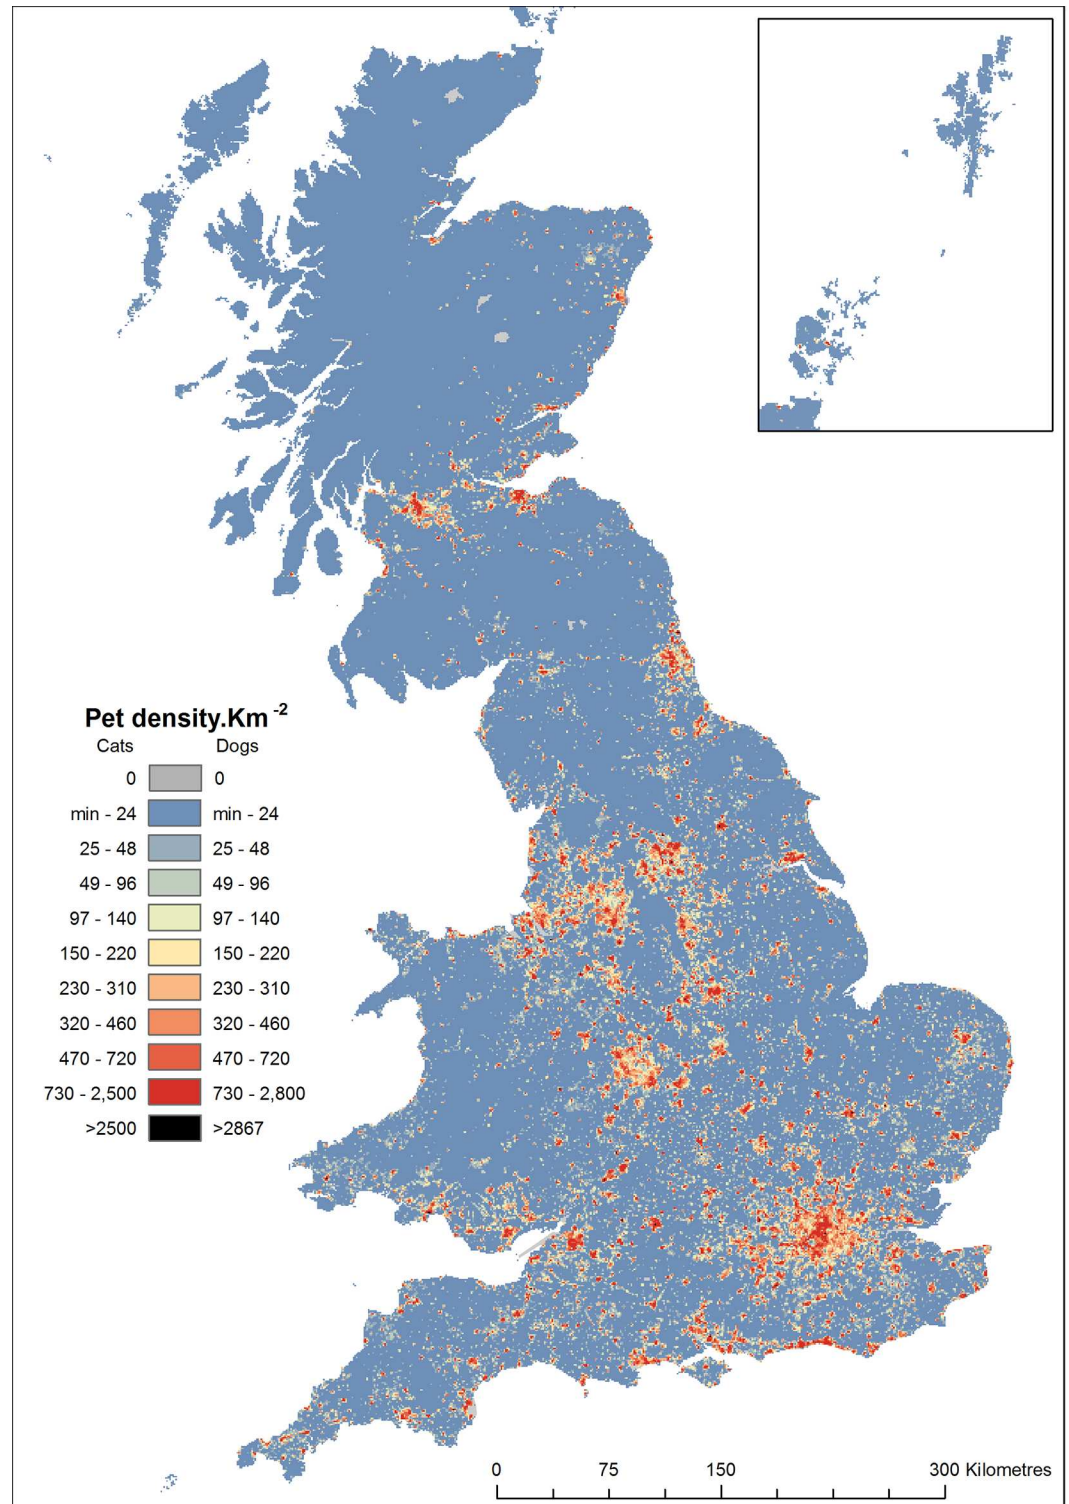 Pet density.Km-2
Cats Dogs
0 0
min - 24 min - 24
25 - 48 25 - 48
49 - 96 49 - 96
97 - 140 97 - 140
150 - 220 150 - 220
230 - 310 230 - 310
320 - 460 320 - 460
470 - 720 470 - 720
730 - 2,500 730 - 2,800
>2500 >2867
0 75 150 300 Kilometres